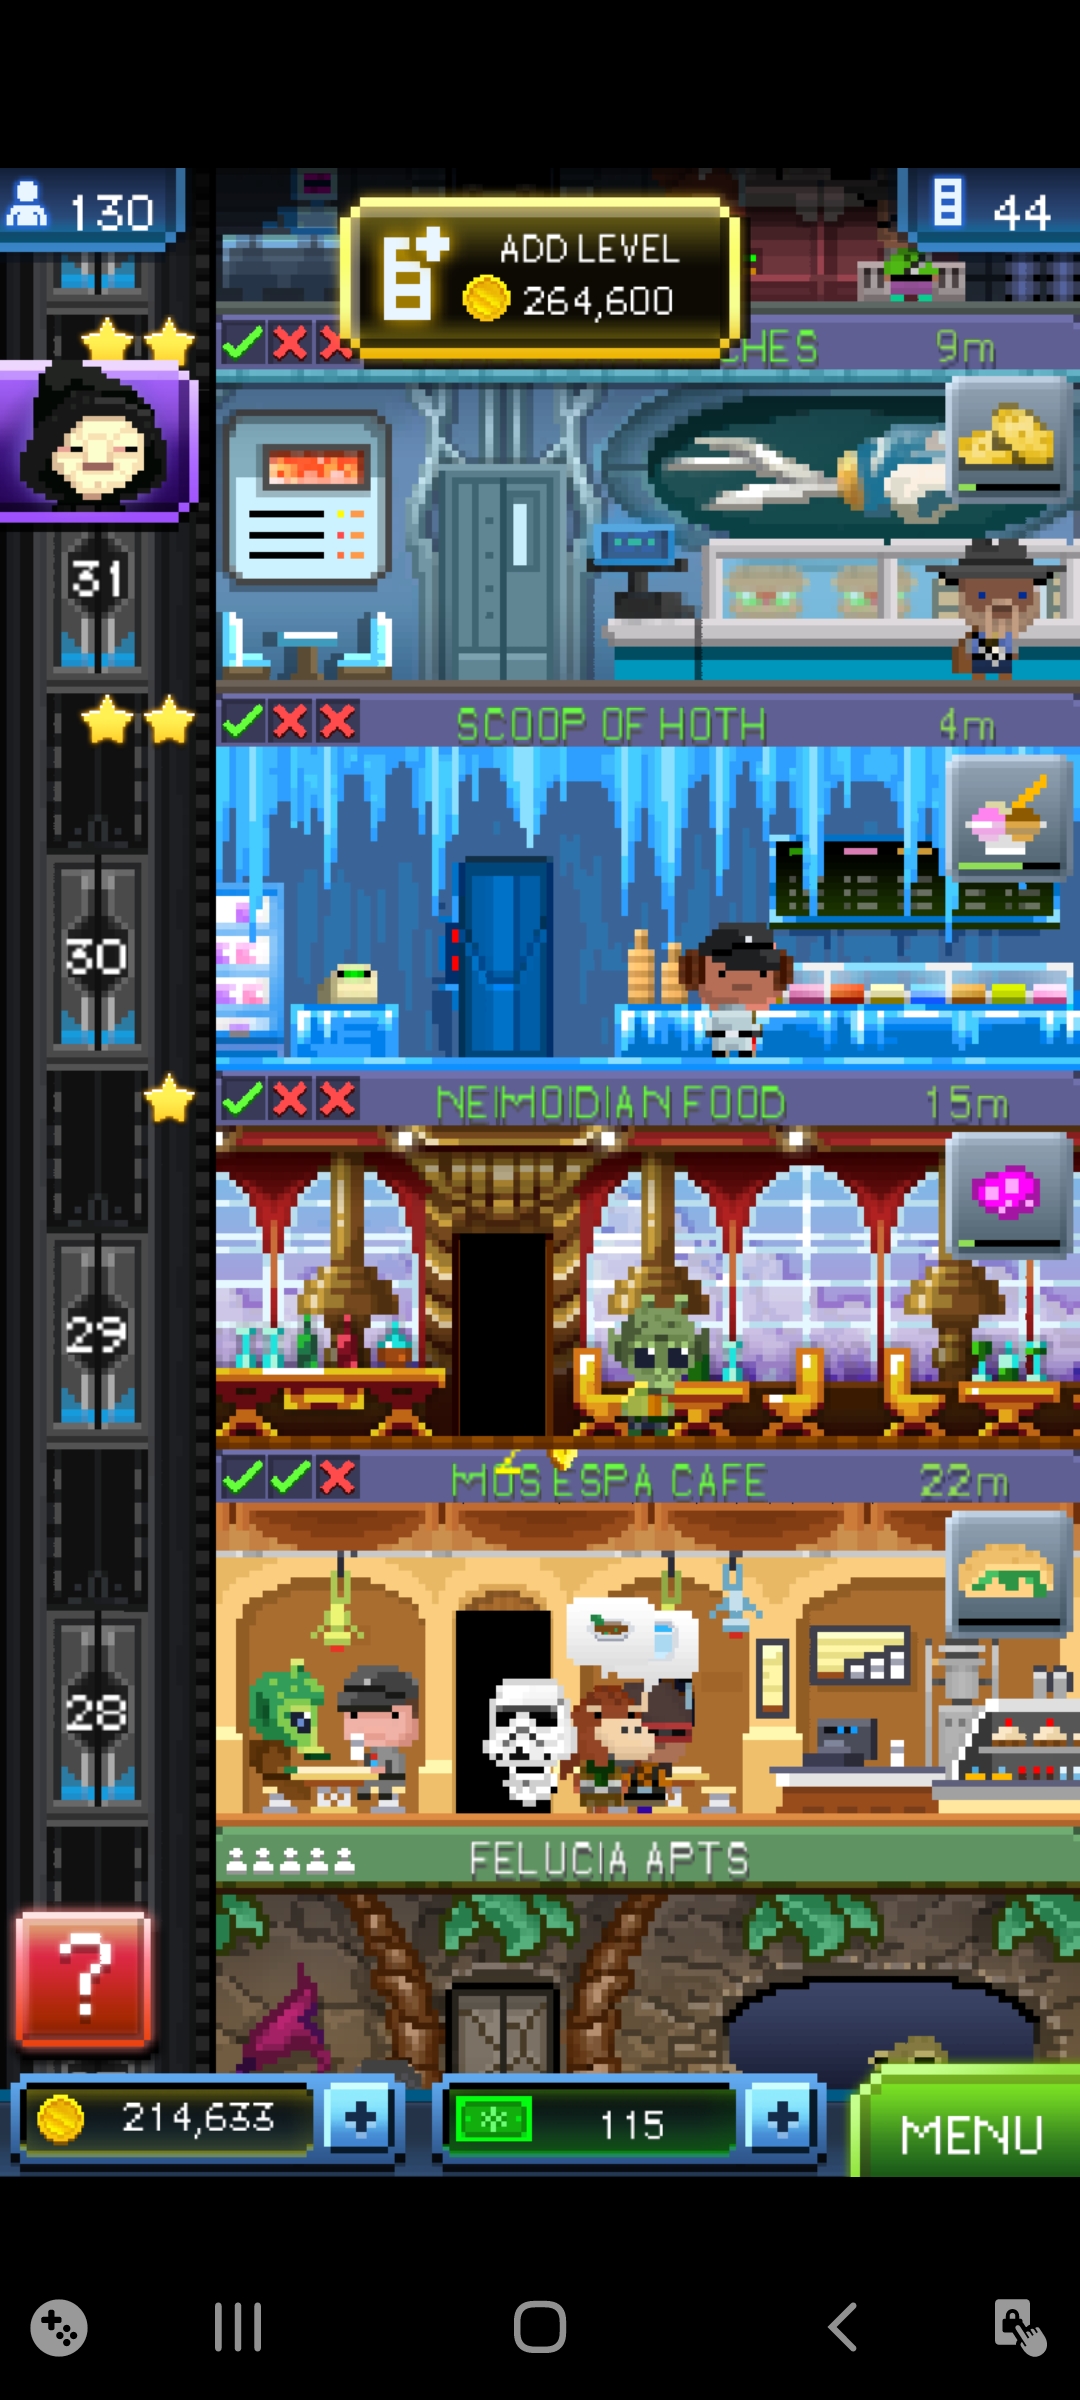 130
ADD LEVEL
264,600
44
CHES 9m
31
SCOOP OF HOTH 4m
30
NEIMOIDIAN FOOD 15m
29
MOS ESPA CAFE 22m
28
FELUCIA APTS
?
214,633 +
115 +
MENU